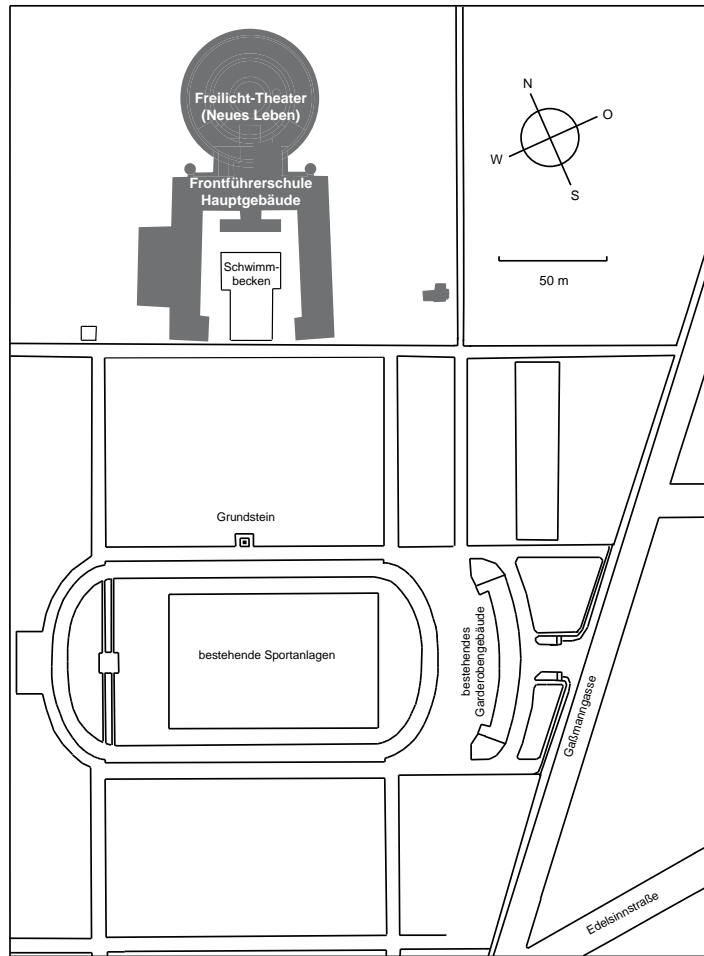 Freilicht-Theater
(Neues Leben)
N
O
W
S
Frontführerschule
Hauptgebäude
Schwimm-
becken
50 m
Grundstein
bestehende Sportanlagen
bestehendes
Garderobengebäude
Gaßmanngasse
Edelsinnstraße